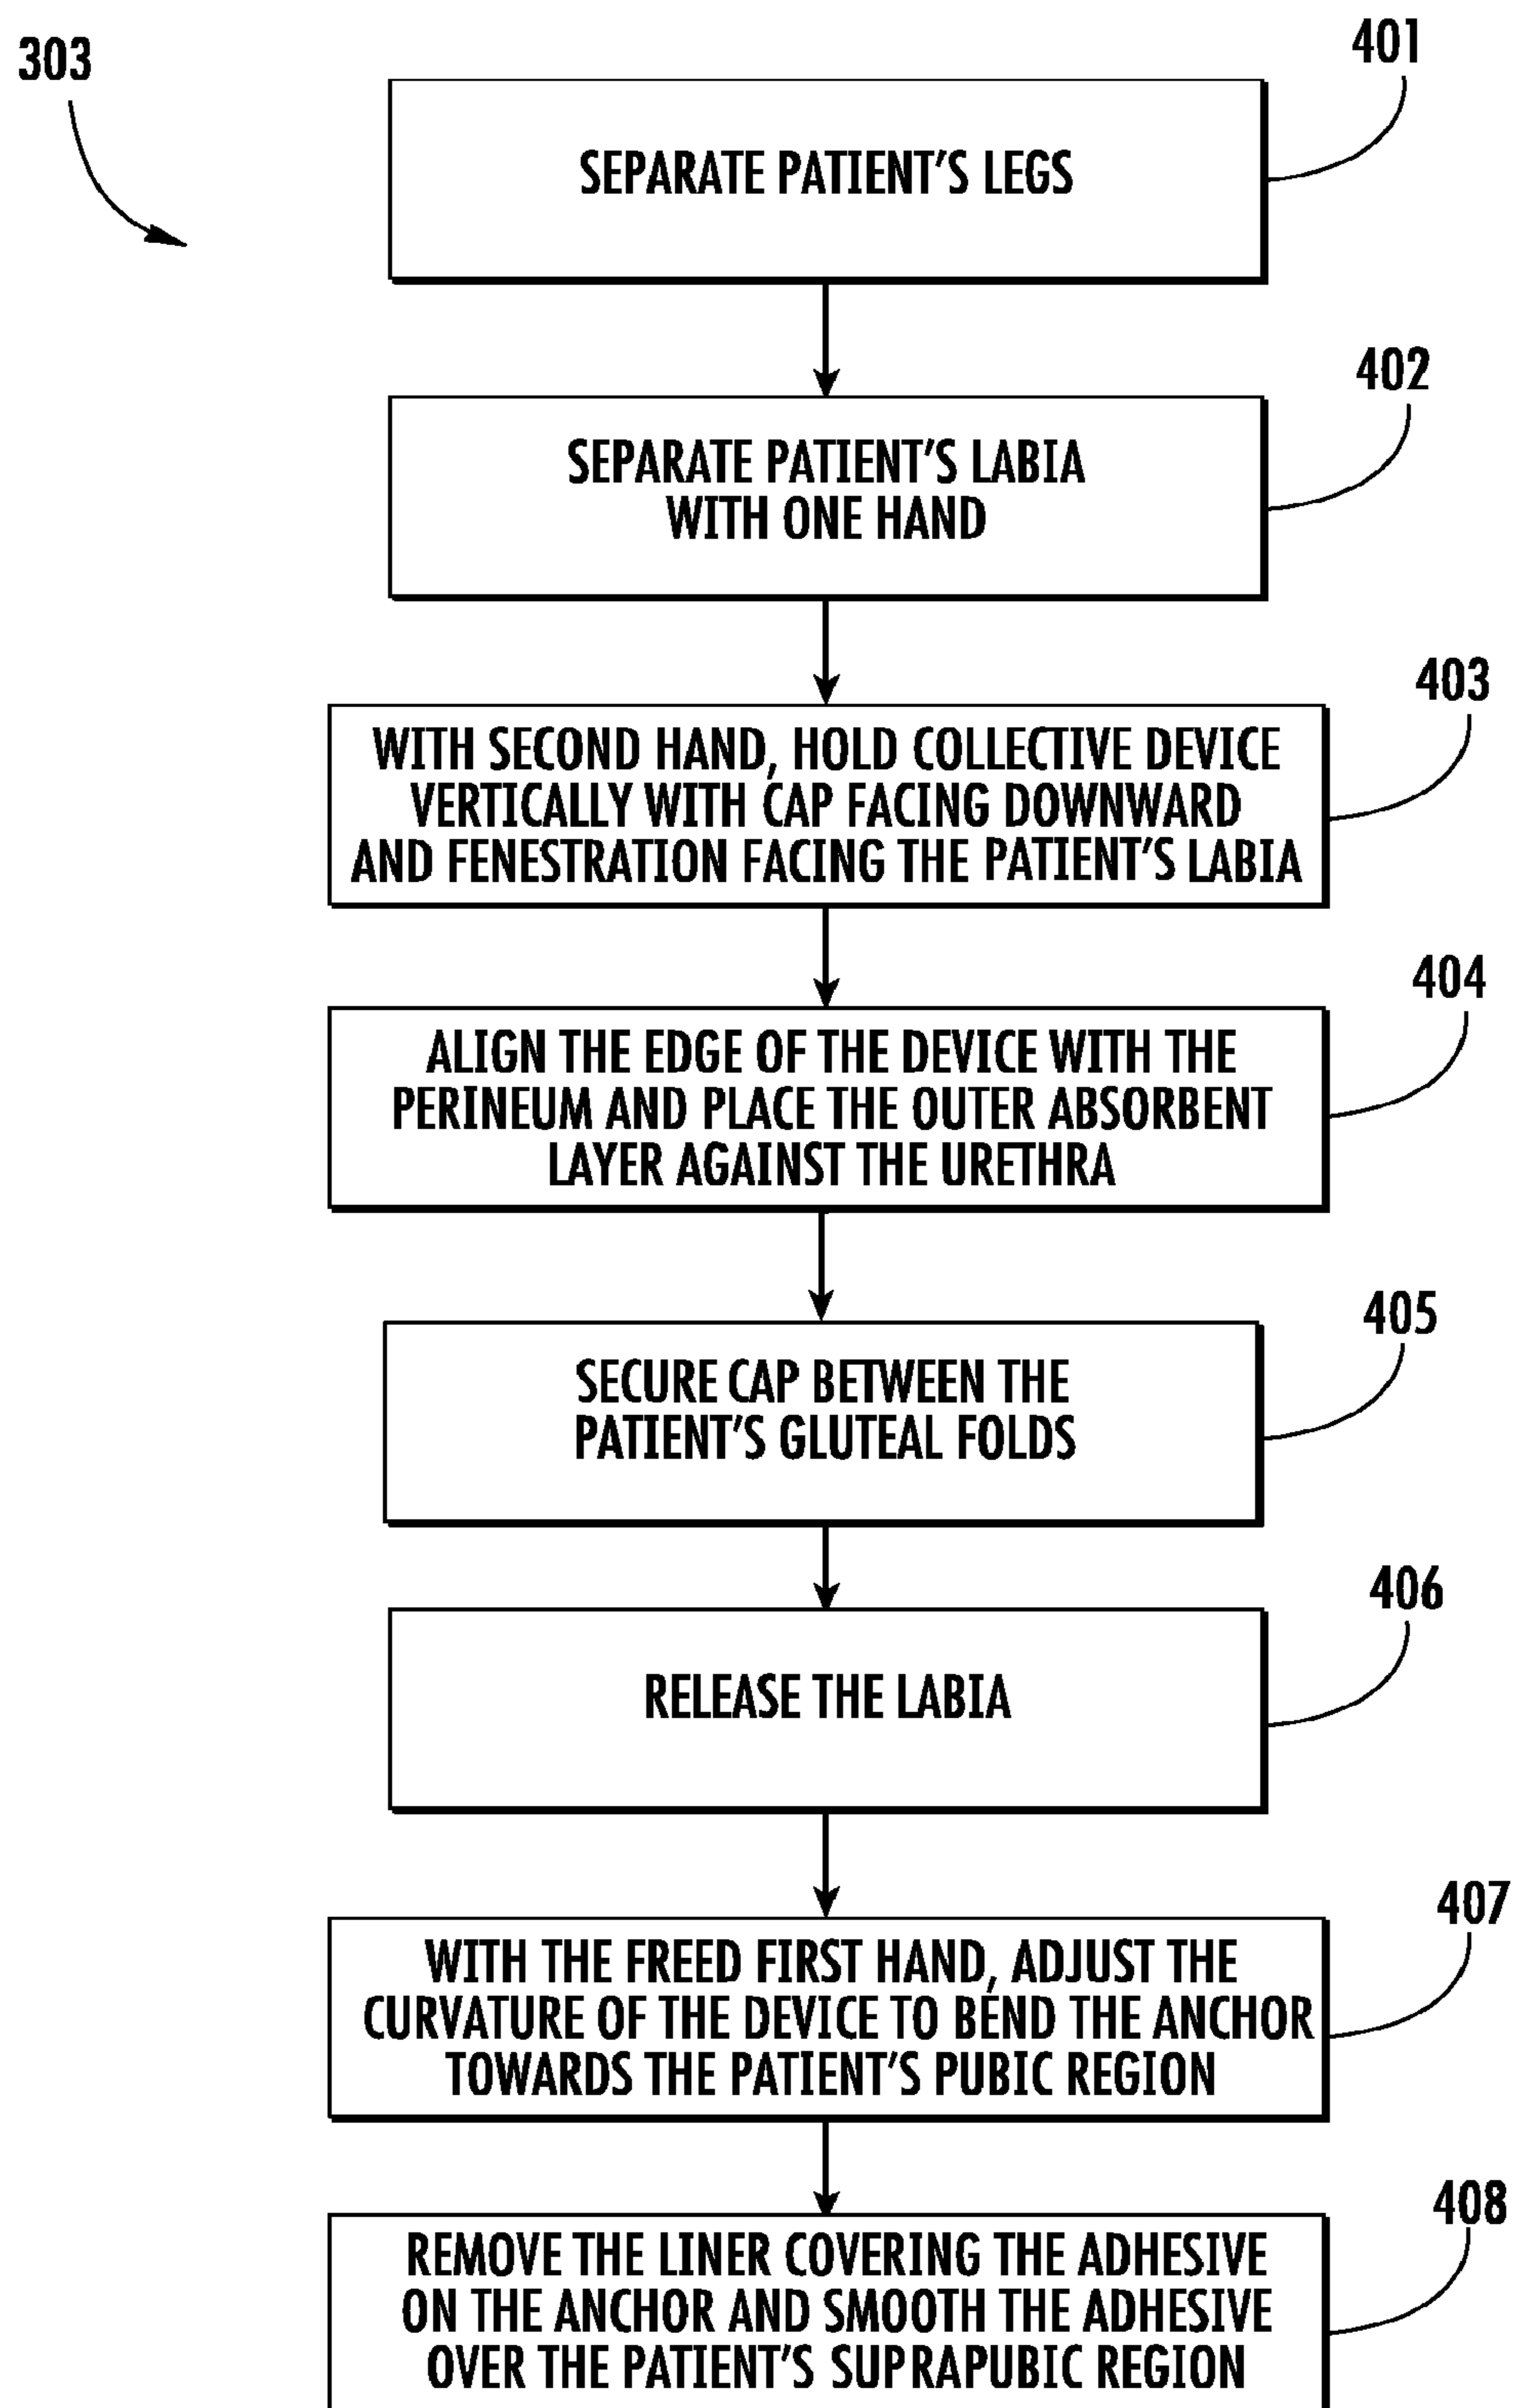 303
401
SEPARATE PATIENT'S LEGS
402
SEPARATE PATIENT'S LABIA
WITH ONE HAND
403
WITH SECOND HAND, HOLD COLLECTIVE DEVICE
VERTICALLY WITH CAP FACING DOWNWARD
AND FENESTRATION FACING THE PATIENT'S LABIA
404
ALIGN THE EDGE OF THE DEVICE WITH THE
PERINEUM AND PLACE THE OUTER ABSORBENT
LAYER AGAINST THE URETHRA
405
SECURE CAP BETWEEN THE
PATIENT'S GLUTEAL FOLDS
406
RELEASE THE LABIA
407
WITH THE FREED FIRST HAND, ADJUST THE
CURVATURE OF THE DEVICE TO BEND THE ANCHOR
TOWARDS THE PATIENT'S PUBIC REGION
408
REMOVE THE LINER COVERING THE ADHESIVE
ON THE ANCHOR AND SMOOTH THE ADHESIVE
OVER THE PATIENT'S SUPRAPUBIC REGION